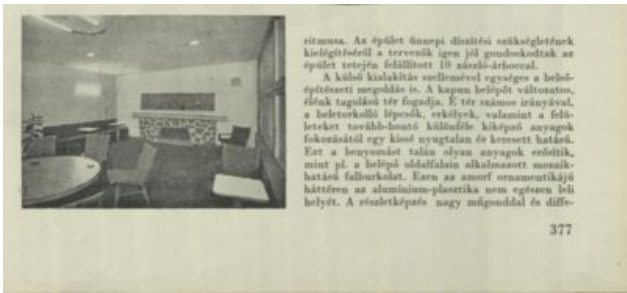 ritmusa. Az épület ünnepi díszítési szükségletének
kielégítéséről a tervezők igen jól gondoskodtak az
épület tetején felállított 10 zászló-árboccal.
A külső kialakítás szellemével egységes a belső-
építészeti megoldás is. A kapun belépőt változatos,
élénk tagolású tér fogadja. E tér számos irányával,
a beletorkolló lépcsők, erkélyek, valamint a felü-
leteket tovább-bontó különféle kiképző anyagok
fokozásától egy kissé nyugtalan és keresett hatású.
Ezt a benyomást talán olyan anyagok erősítik,
mint pl. a belépő oldalfalain alkalmazott mozaik-
hatású falburkolat. Ezen az amorf ornamentikájú
háttéren az alumínium-plasztika nem egészen leli
helyét. A részletképzés nagy műgonddal és diffe-
377